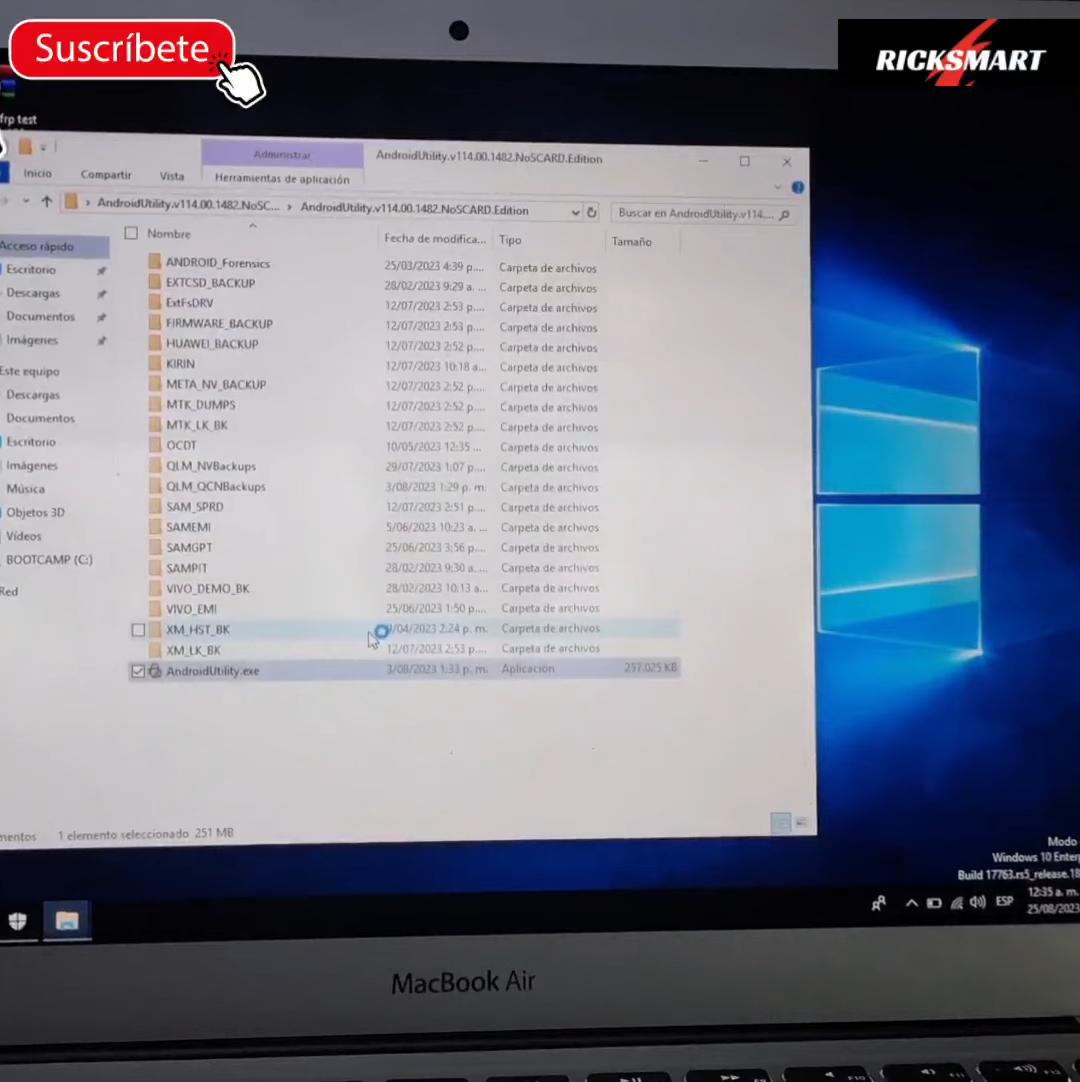 Suscríbete
RICKSMART
frp test
Administrar
AndroidUtility.v114.00.1482.NoSCARD.Edition
Inicio Compartir Vista Herramientas de aplicación
AndroidUtility.v114.00.1482.NoSC... > AndroidUtility.v114.00.1482.NoSCARD.Edition
Buscar en AndroidUtility.v114....
Nombre Fecha de modifica... Tipo Tamaño
Acceso rápido
Escritorio
Descargas
Documentos
Imágenes
Este equipo
Descargas
Documentos
Escritorio
Imágenes
Música
Objetos 3D
Vídeos
BOOTCAMP (C:)
Red
ANDROID_Forensics 25/03/2023 4:39 p.... Carpeta de archivos
EXTCSD_BACKUP 28/02/2023 9:29 a. ... Carpeta de archivos
ExtFsDRV 12/07/2023 2:53 p.... Carpeta de archivos
FIRMWARE_BACKUP 12/07/2023 2:53 p.... Carpeta de archivos
HUAWEI_BACKUP 12/07/2023 2:52 p.... Carpeta de archivos
KIRIN 12/07/2023 10:18 a... Carpeta de archivos
META_NV_BACKUP 12/07/2023 2:52 p.... Carpeta de archivos
MTK_DUMPS 12/07/2023 2:52 p.... Carpeta de archivos
MTK_LK_BK 12/07/2023 2:52 p.... Carpeta de archivos
OCDT 10/05/2023 12:35 ... Carpeta de archivos
QLM_NVBackups 29/07/2023 1:07 p.... Carpeta de archivos
QLM_QCNBackups 3/08/2023 1:29 p. m. Carpeta de archivos
SAM_SPRD 12/07/2023 2:51 p.... Carpeta de archivos
SAMEMI 5/06/2023 10:23 a. ... Carpeta de archivos
SAMGPT 25/06/2023 3:56 p.... Carpeta de archivos
SAMPIT 28/02/2023 9:30 a. ... Carpeta de archivos
VIVO_DEMO_BK 28/02/2023 10:13 a... Carpeta de archivos
VIVO_EMI 25/06/2023 1:50 p.... Carpeta de archivos
XM_HST_BK 9/04/2023 2:24 p. m. Carpeta de archivos
XM_LK_BK 12/07/2023 2:53 p.... Carpeta de archivos
AndroidUtility.exe 3/08/2023 1:33 p. m. Aplicación 257.025 KB
mentos 1 elemento seleccionado 251 MB
Modo
Windows 10 Enter
Build 17763.rs5_release.18
ESP
12:35 a. m.
25/08/2023
MacBook Air